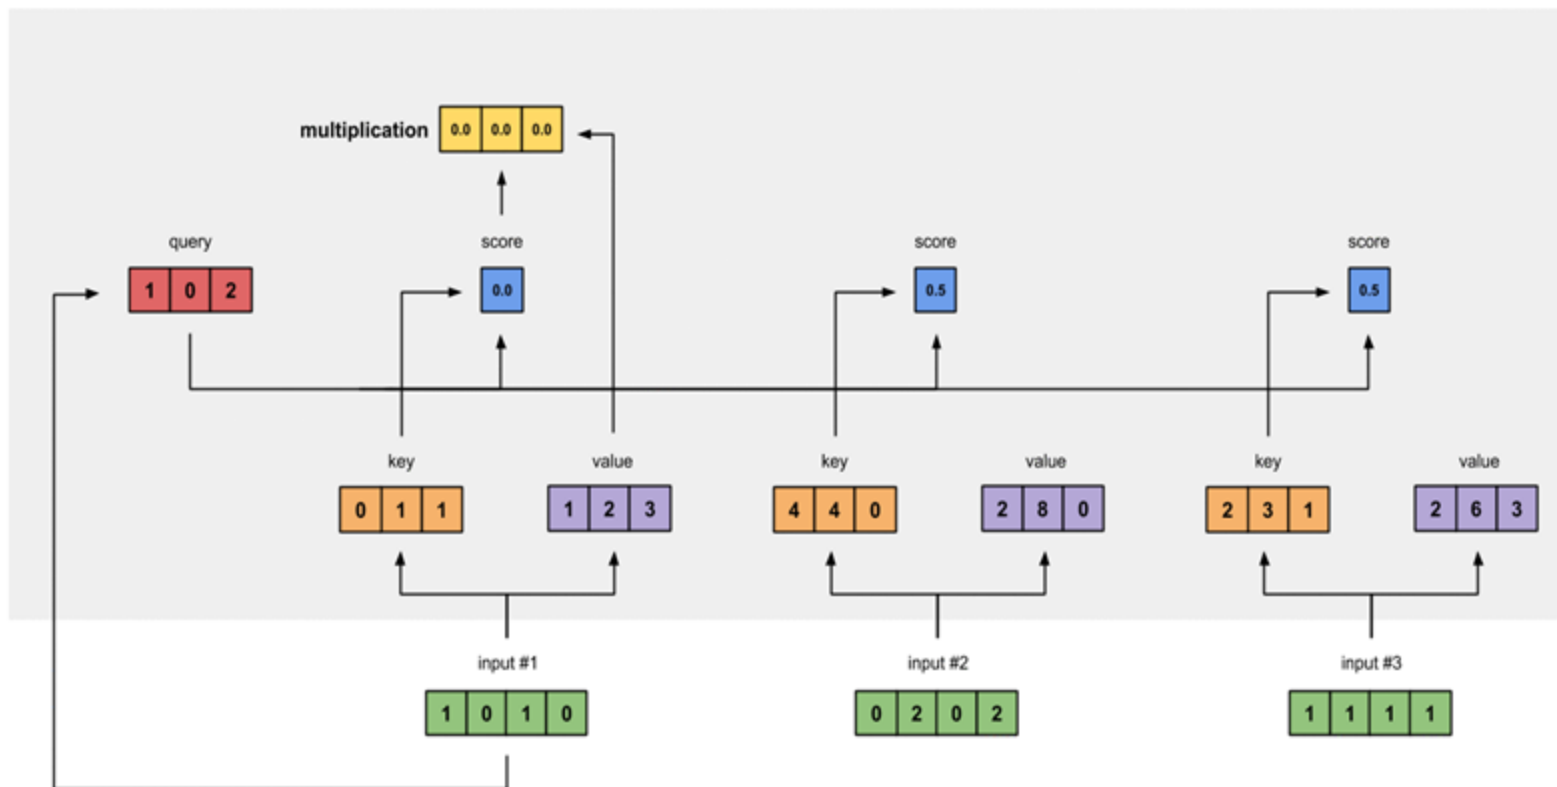 multiplication 0.0 0.0 0.0
query score score score
1 0 2 0.0 0.5 0.5
key value key value key value
0 1 1 1 2 3 4 4 0 2 8 0 2 3 1 2 6 3
input #1 input #2 input #3
1 0 1 0 0 2 0 2 1 1 1 1